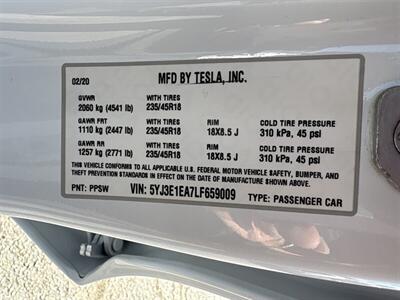 02/20 MFD BY TESLA, INC.
GVWR WITH TIRES
2060 kg (4541 lb) 235/45R18
GAWR FRT WITH TIRES RIM COLD TIRE PRESSURE
1110 kg (2447 lb) 235/45R18 18X8.5 J 310 kPa, 45 psi
GAWR RR WITH TIRES RIM COLD TIRE PRESSURE
1257 kg (2771 lb) 235/45R18 18X8.5 J 310 kPa, 45 psi
THIS VEHICLE CONFORMS TO ALL APPLICABLE U.S. FEDERAL MOTOR VEHICLE SAFETY, BUMPER, AND
THEFT PREVENTION STANDARDS IN EFFECT ON THE DATE OF MANUFACTURE SHOWN ABOVE.
PNT: PPSW VIN: 5YJ3E1EA7LF659009 TYPE: PASSENGER CAR